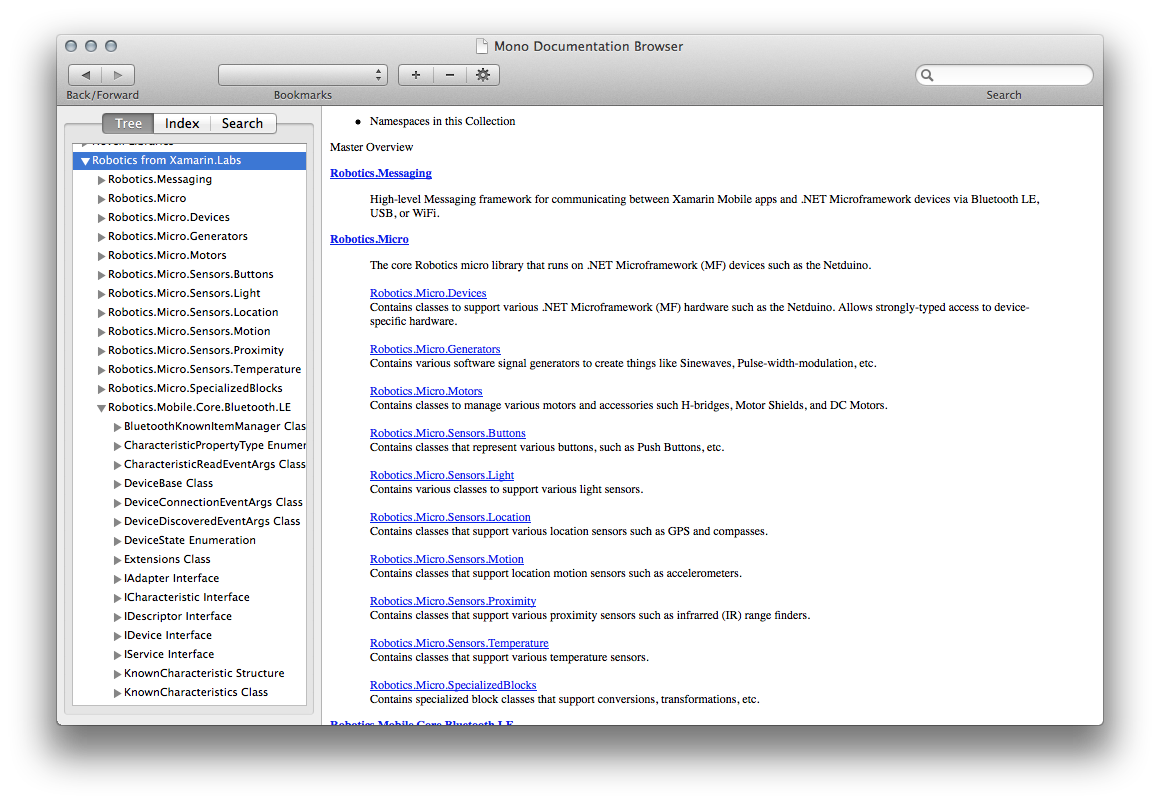 Mono Documentation Browser
Back/Forward
Bookmarks
Search
Tree
Index
Search
Novell Libraries
Robotics from Xamarin.Labs
Robotics.Messaging
Robotics.Micro
Robotics.Micro.Devices
Robotics.Micro.Generators
Robotics.Micro.Motors
Robotics.Micro.Sensors.Buttons
Robotics.Micro.Sensors.Light
Robotics.Micro.Sensors.Location
Robotics.Micro.Sensors.Motion
Robotics.Micro.Sensors.Proximity
Robotics.Micro.Sensors.Temperature
Robotics.Micro.SpecializedBlocks
Robotics.Mobile.Core.Bluetooth.LE
BluetoothKnownItemManager Clas
CharacteristicPropertyType Enumer
CharacteristicReadEventArgs Class
DeviceBase Class
DeviceConnectionEventArgs Class
DeviceDiscoveredEventArgs Class
DeviceState Enumeration
Extensions Class
IAdapter Interface
ICharacteristic Interface
IDescriptor Interface
IDevice Interface
IService Interface
KnownCharacteristic Structure
KnownCharacteristics Class
• Namespaces in this Collection
Master Overview
Robotics.Messaging
High-level Messaging framework for communicating between Xamarin Mobile apps and .NET Microframework devices via Bluetooth LE,
USB, or WiFi.
Robotics.Micro
The core Robotics micro library that runs on .NET Microframework (MF) devices such as the Netduino.
Robotics.Micro.Devices
Contains classes to support various .NET Microframework (MF) hardware such as the Netduino. Allows strongly-typed access to device-
specific hardware.
Robotics.Micro.Generators
Contains various software signal generators to create things like Sinewaves, Pulse-width-modulation, etc.
Robotics.Micro.Motors
Contains classes to manage various motors and accessories such H-bridges, Motor Shields, and DC Motors.
Robotics.Micro.Sensors.Buttons
Contains classes that represent various buttons, such as Push Buttons, etc.
Robotics.Micro.Sensors.Light
Contains various classes to support various light sensors.
Robotics.Micro.Sensors.Location
Contains classes that support various location sensors such as GPS and compasses.
Robotics.Micro.Sensors.Motion
Contains classes that support location motion sensors such as accelerometers.
Robotics.Micro.Sensors.Proximity
Contains classes that support various proximity sensors such as infrarred (IR) range finders.
Robotics.Micro.Sensors.Temperature
Contains classes that support various temperature sensors.
Robotics.Micro.SpecializedBlocks
Contains specialized block classes that support conversions, transformations, etc.
Robotics.Mobile.Core.Bluetooth.LE